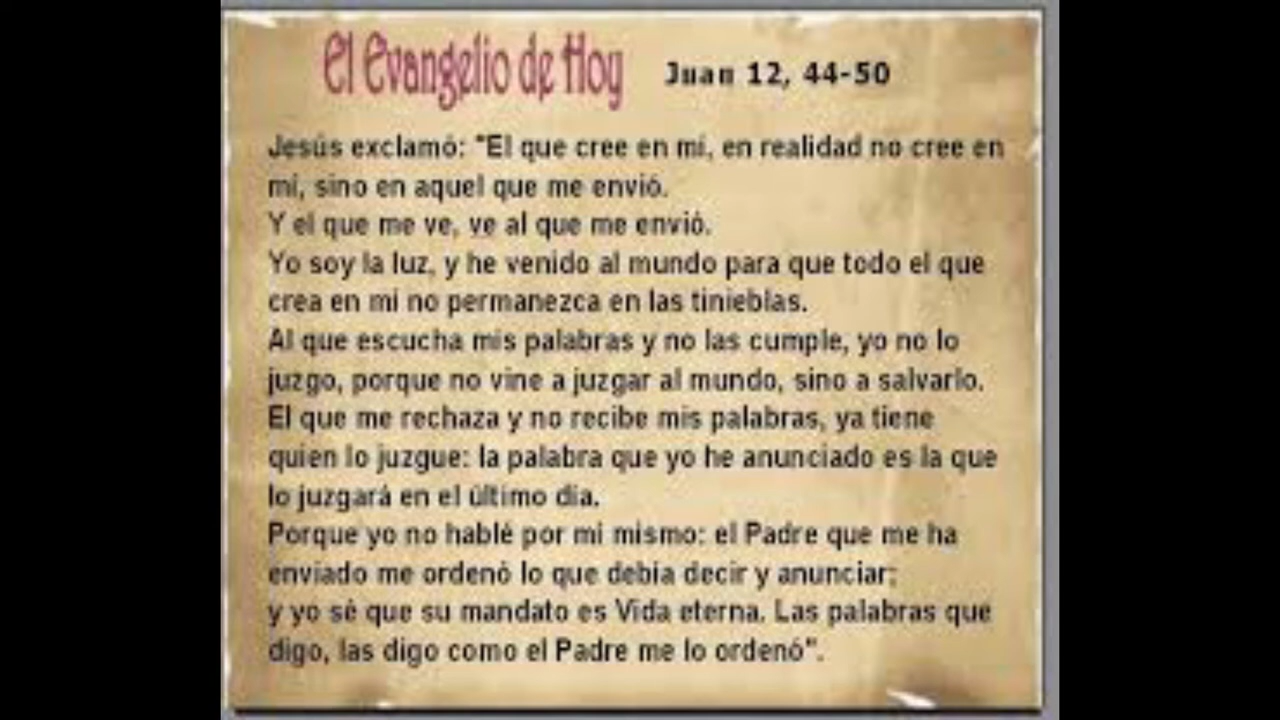 El Evangelio de Hoy Juan 12, 44-50
Jesús exclamó: "El que cree en mí, en realidad no cree en
mí, sino en aquel que me envió.
Y el que me ve, ve al que me envió.
Yo soy la luz, y he venido al mundo para que todo el que
crea en mí no permanezca en las tinieblas.
Al que escucha mis palabras y no las cumple, yo no lo
juzgo, porque no vine a juzgar al mundo, sino a salvarlo.
El que me rechaza y no recibe mis palabras, ya tiene
quien lo juzgue: la palabra que yo he anunciado es la que
lo juzgará en el último día.
Porque yo no hablé por mí mismo: el Padre que me ha
enviado me ordenó lo que debía decir y anunciar;
y yo sé que su mandato es Vida eterna. Las palabras que
digo, las digo como el Padre me lo ordenó".